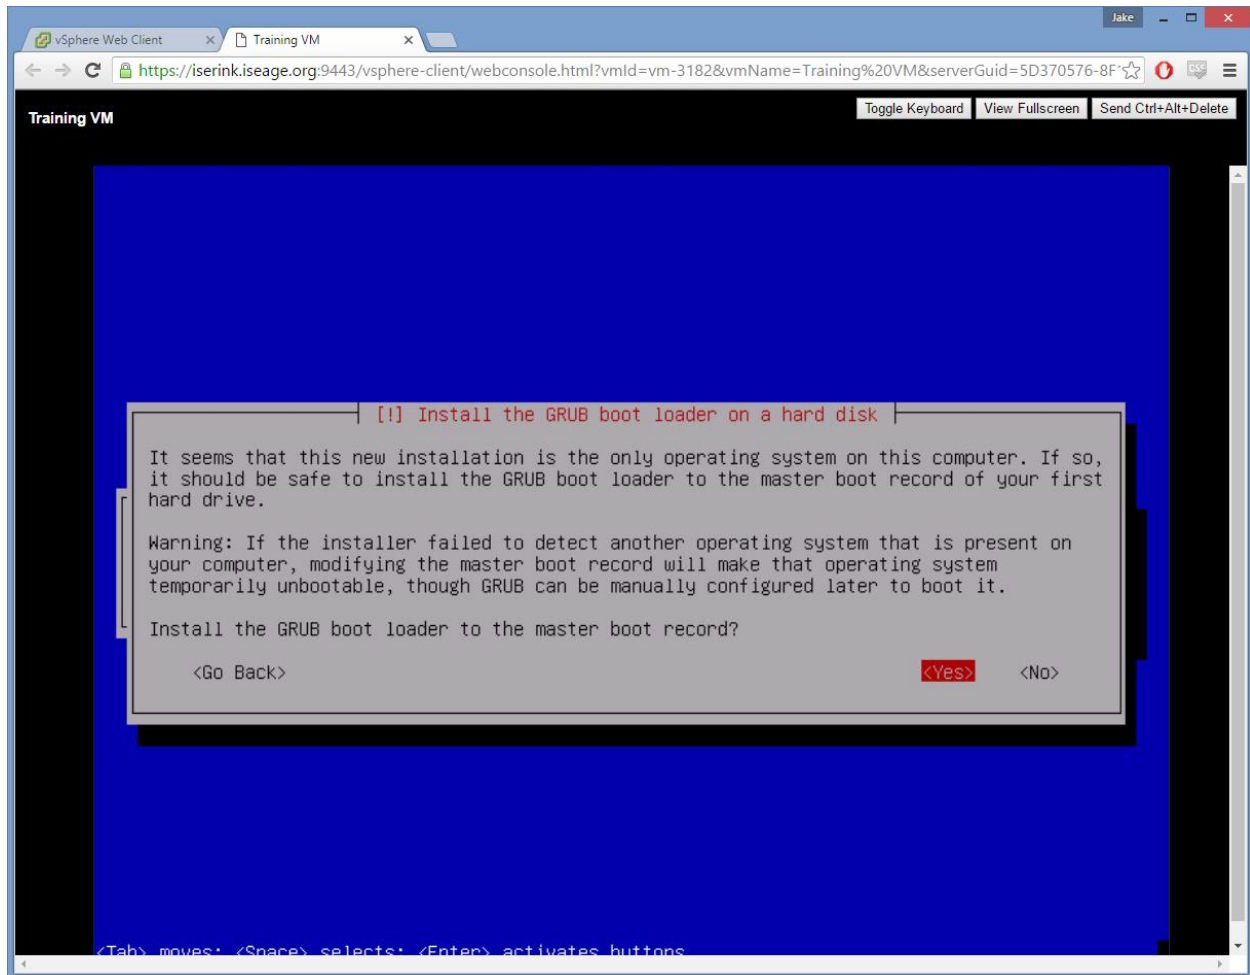 Jake
vSphere Web Client
Training VM
https://iserink.iseage.org:9443/vsphere-client/webconsole.html?vmId=vm-3182&vmName=Training%20VM&serverGuid=5D370576-8F
CSS
Training VM
Toggle Keyboard View Fullscreen Send Ctrl+Alt+Delete
[!] Install the GRUB boot loader on a hard disk
It seems that this new installation is the only operating system on this computer. If so,
it should be safe to install the GRUB boot loader to the master boot record of your first
hard drive.
Warning: If the installer failed to detect another operating system that is present on
your computer, modifying the master boot record will make that operating system
temporarily unbootable, though GRUB can be manually configured later to boot it.
Install the GRUB boot loader to the master boot record?
<Go Back> <Yes> <No>
<Tab> moves; <Space> selects; <Enter> activates buttons